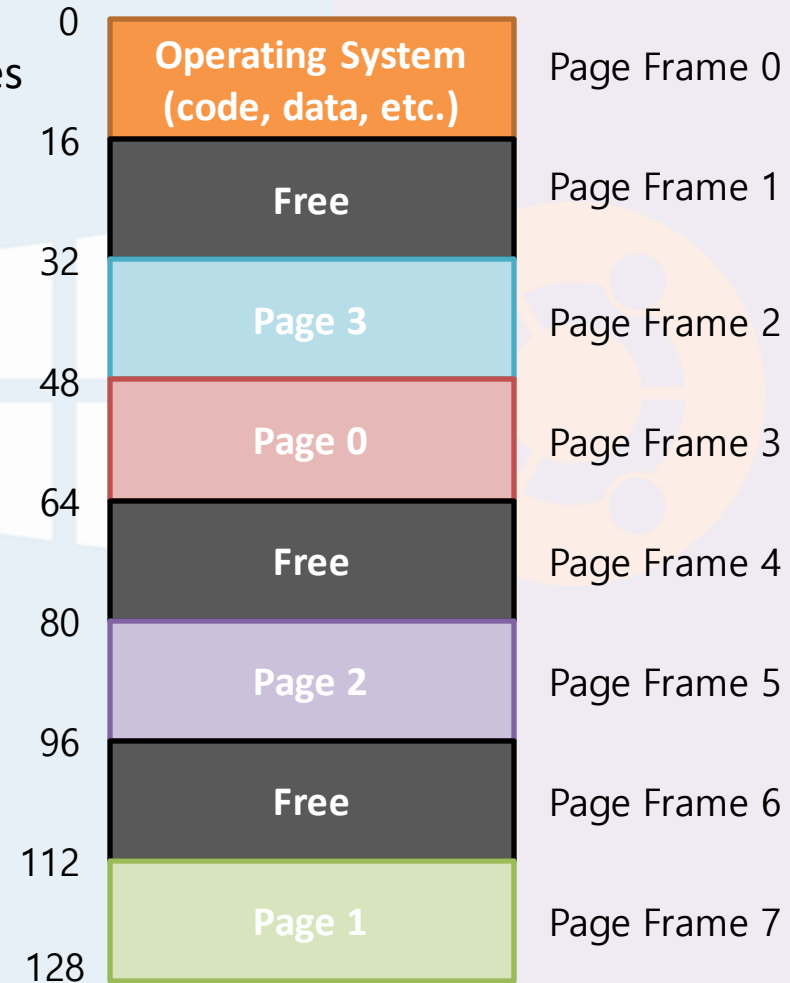 0
Operating System
(code, data, etc.)
Page Frame 0
16
Free
Page Frame 1
32
Page 3
Page Frame 2
48
Page 0
Page Frame 3
64
Free
Page Frame 4
80
Page 2
Page Frame 5
96
Free
Page Frame 6
112
Page 1
Page Frame 7
128